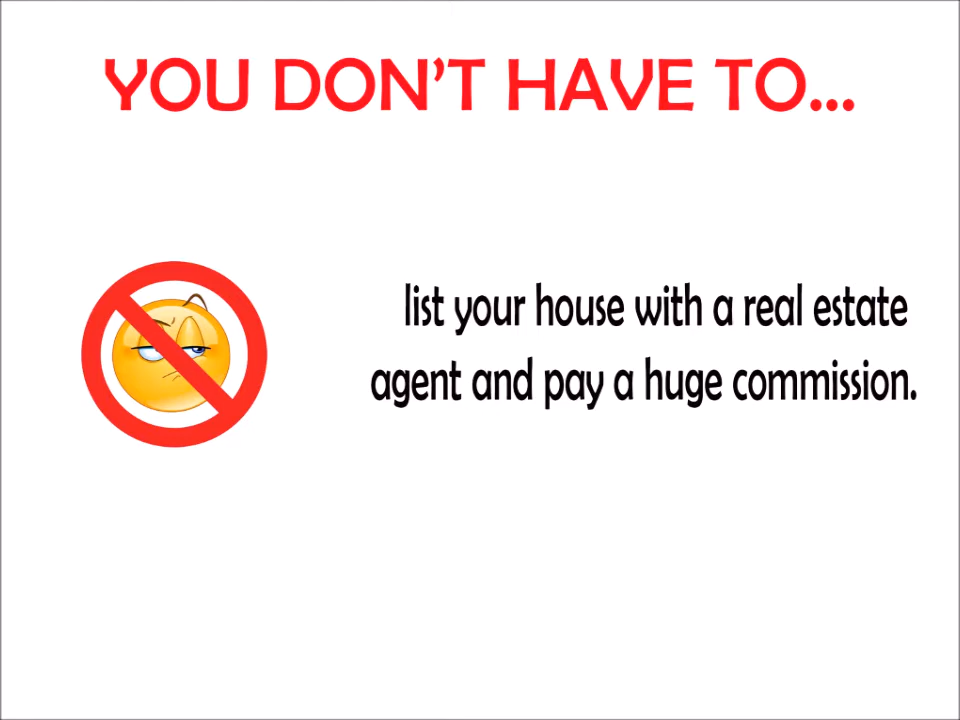 YOU DON'T HAVE TO...
list your house with a real estate
agent and pay a huge commission.